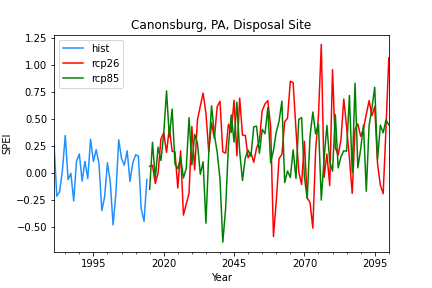 Canonsburg, PA, Disposal Site
hist
rcp26
rcp85
SPEI
1.25
1.00
0.75
0.50
0.25
0.00
−0.25
−0.50
1995
2020
2045
2070
2095
Year